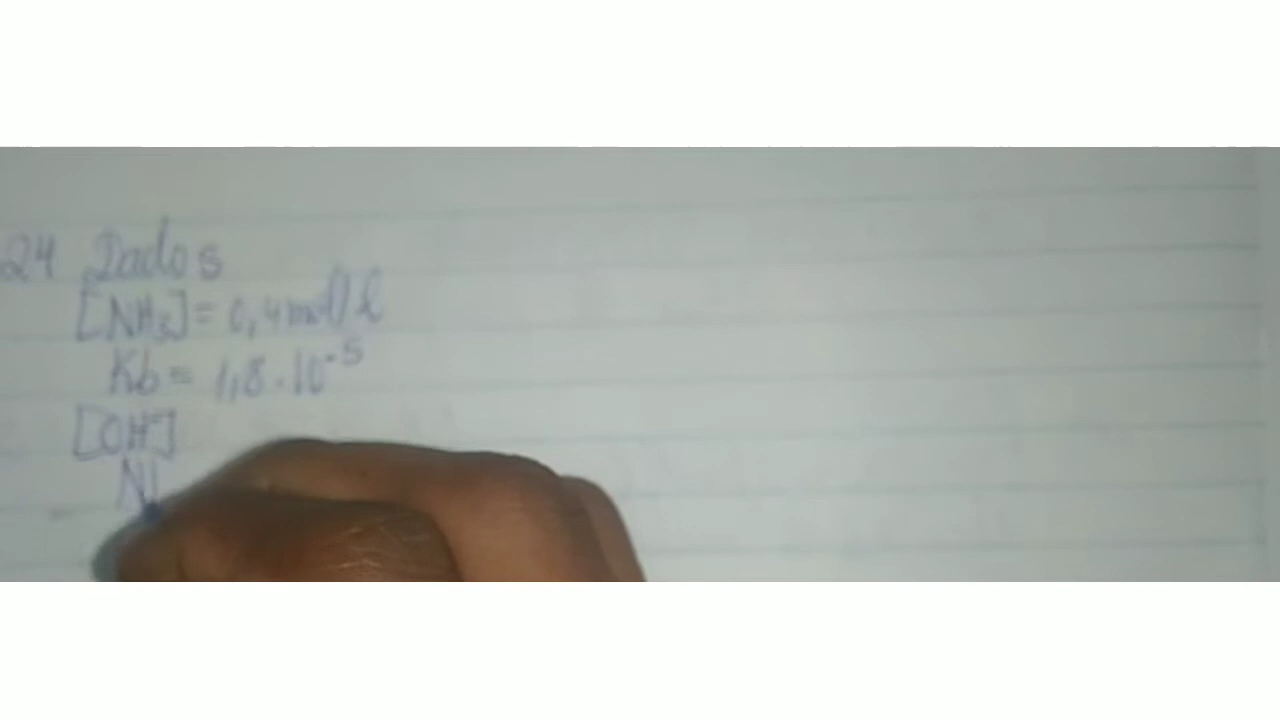 24 Dados
[NH₃] = 0,4 mol/l
Kb = 1,8 . 10⁻⁵
[OH⁻]